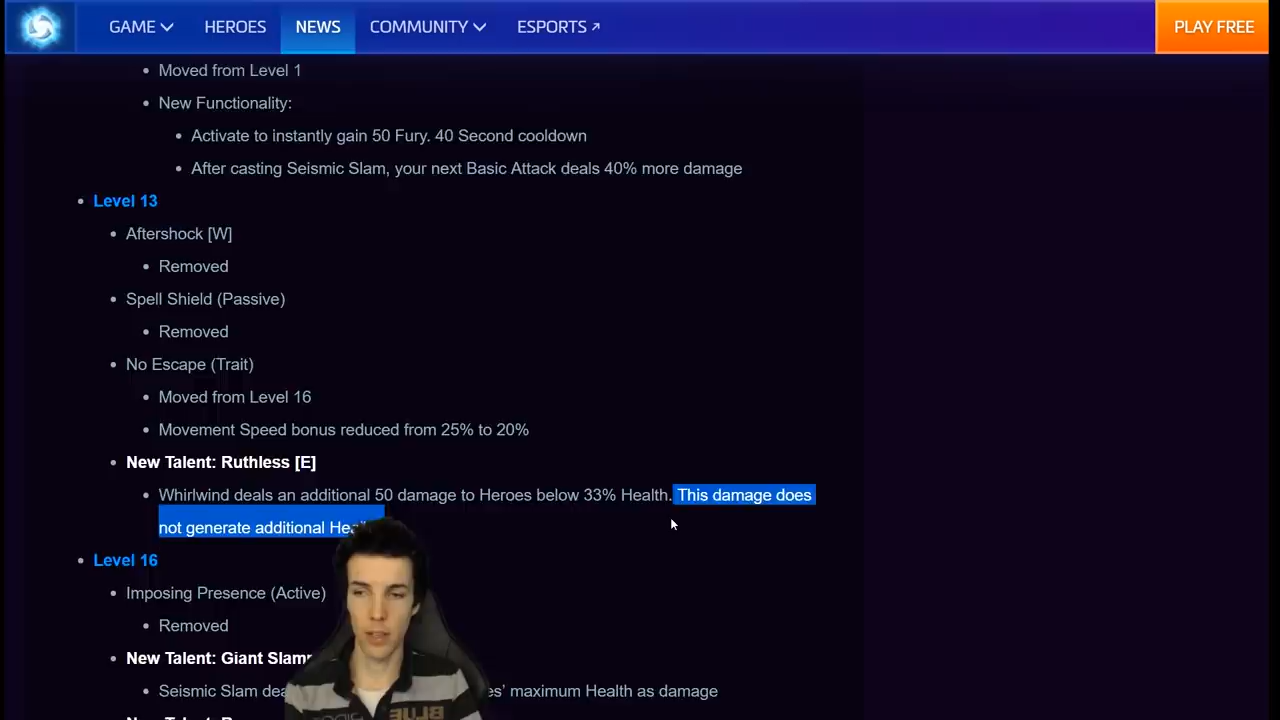 GAME HEROES NEWS COMMUNITY ESPORTS PLAY FREE
Moved from Level 1
New Functionality:
Activate to instantly gain 50 Fury. 40 Second cooldown
After casting Seismic Slam, your next Basic Attack deals 40% more damage
Level 13
Aftershock [W]
Removed
Spell Shield (Passive)
Removed
No Escape (Trait)
Moved from Level 16
Movement Speed bonus reduced from 25% to 20%
New Talent: Ruthless [E]
Whirlwind deals an additional 50 damage to Heroes below 33% Health. This damage does
not generate additional
Level 16
Imposing Presence (Active)
Removed
New Talent: Giant
Seismic Slam maximum Health as damage